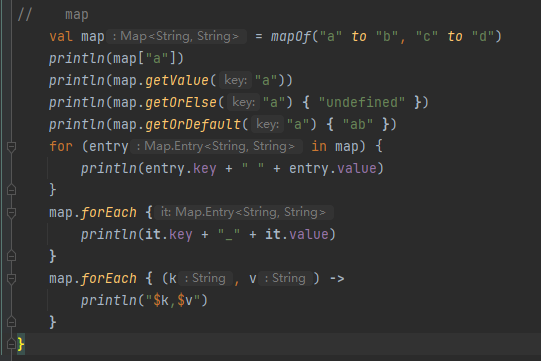 //    map
val map : Map<String, String> = mapOf("a" to "b", "c" to "d")
println(map["a"])
println(map.getValue( key: "a"))
println(map.getOrElse( key: "a") { "undefined" })
println(map.getOrDefault( key: "a") { "ab" })
for (entry : Map.Entry<String, String> in map) {
println(entry.key + " " + entry.value)
}
map.forEach { it: Map.Entry<String, String>
println(it.key + "_" + it.value)
}
map.forEach { (k : String , v : String ) ->
println("$k,$v")
}
}